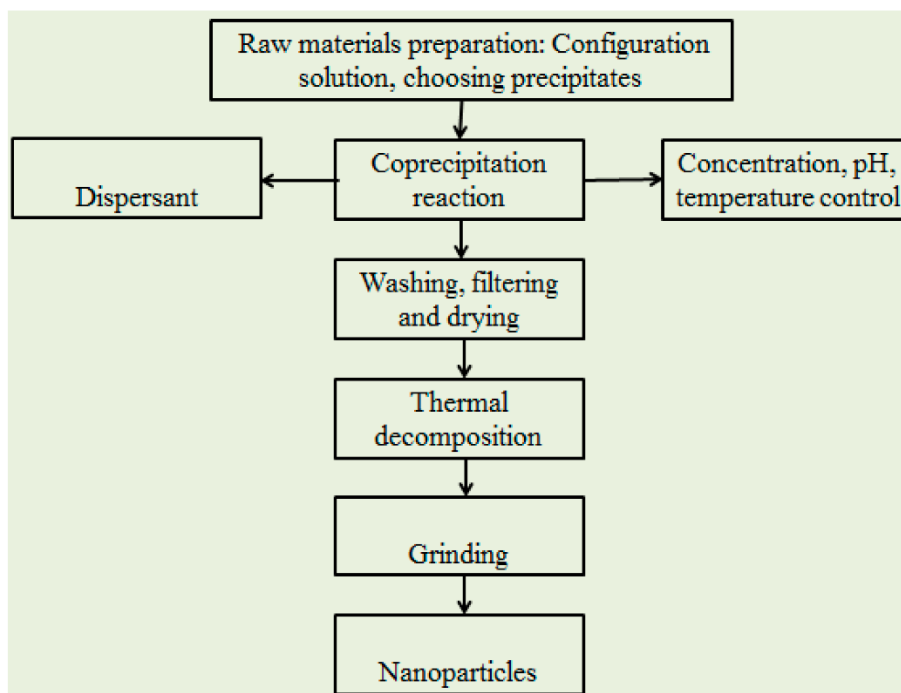 Raw materials preparation: Configuration
solution, choosing precipitates
Dispersant
Coprecipitation
reaction
Concentration, pH,
temperature control
Washing, filtering
and drying
Thermal
decomposition
Grinding
Nanoparticles